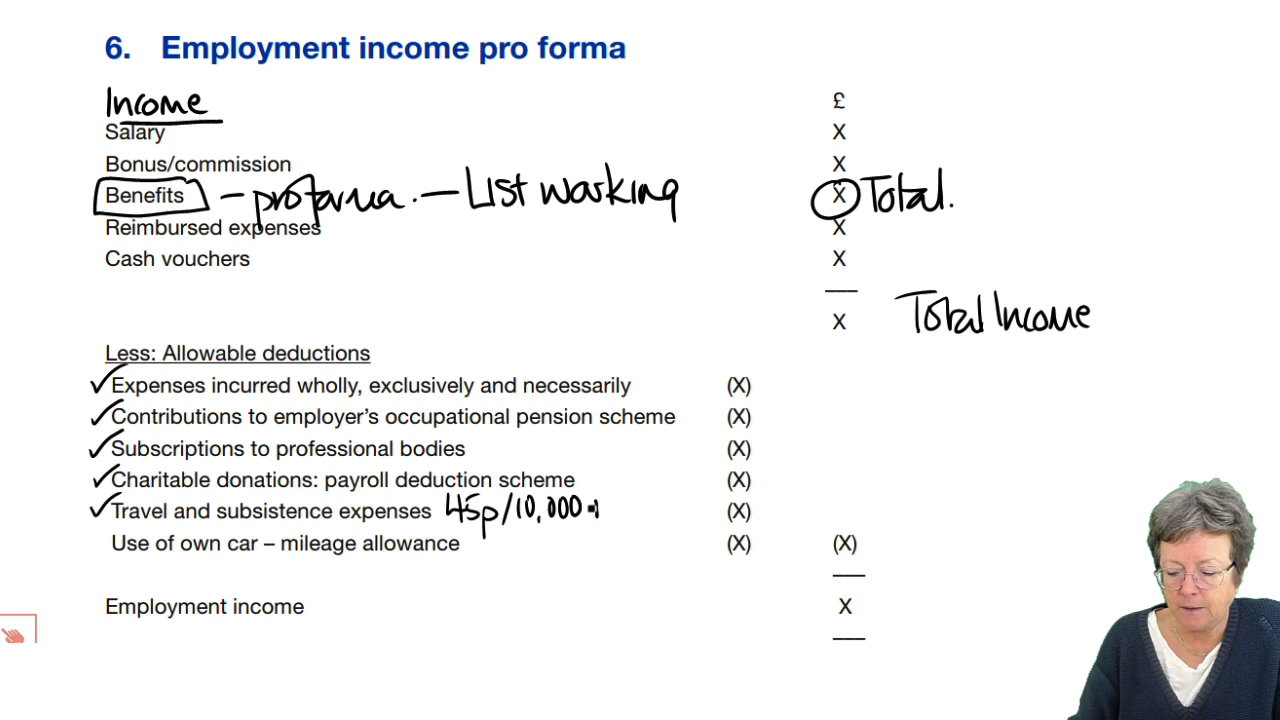 6. Employment income pro forma
Income
£
Salary X
Bonus/commission X
Benefits – proforma. – List working X Total.
Reimbursed expenses X
Cash vouchers X
X Total Income
Less: Allowable deductions
✓Expenses incurred wholly, exclusively and necessarily (X)
✓Contributions to employer's occupational pension scheme (X)
✓Subscriptions to professional bodies (X)
✓Charitable donations: payroll deduction scheme (X)
✓Travel and subsistence expenses 45p/10,000 (X)
Use of own car – mileage allowance (X) (X)
Employment income X